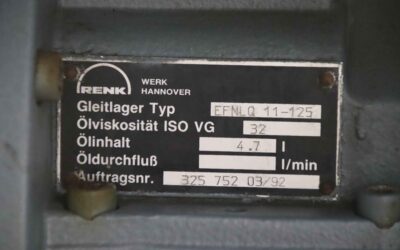 RENK
WERK
HANNOVER
Gleitlager Typ EFNLQ 11-125
Ölviskosität ISO VG 32
Ölinhalt 4.7 l
Öldurchfluß l/min
Auftragsnr. 325 752 03/92